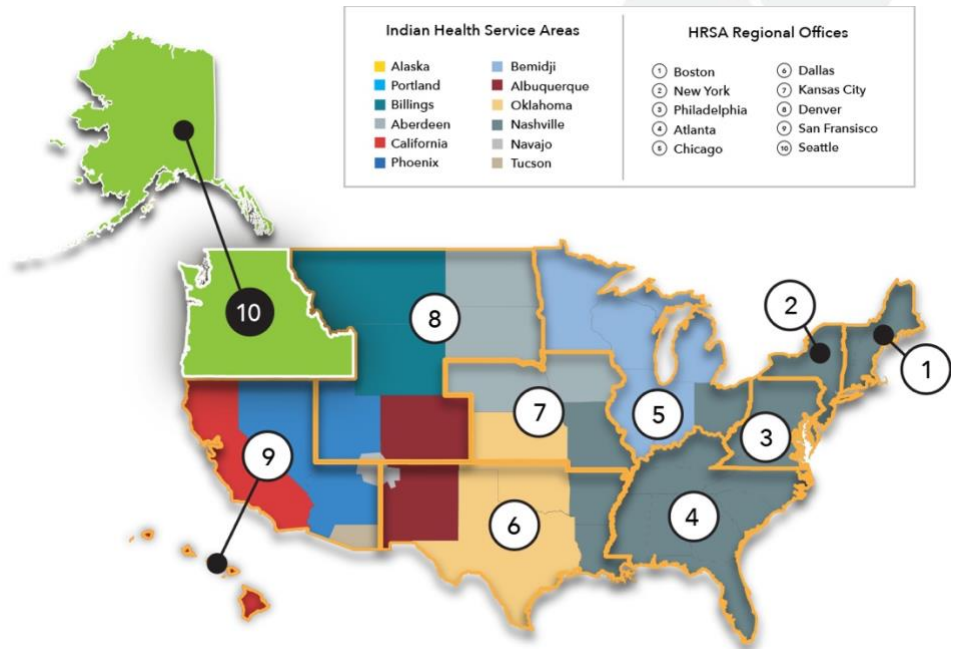 Indian Health Service Areas
Alaska
Portland
Billings
Aberdeen
California
Phoenix
Bemidji
Albuquerque
Oklahoma
Nashville
Navajo
Tucson
HRSA Regional Offices
1 Boston
2 New York
3 Philadelphia
4 Atlanta
5 Chicago
6 Dallas
7 Kansas City
8 Denver
9 San Fransisco
10 Seattle
10
8
2
1
7
5
3
9
6
4